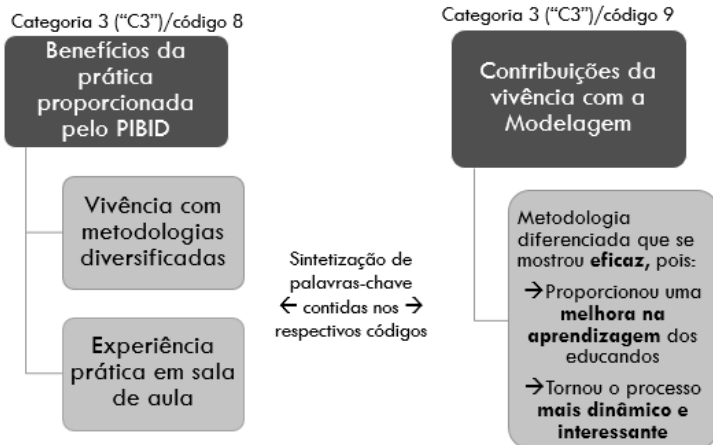 Categoria 3 (“C3”)/código 8
Benefícios da
prática
proporcionada
pelo PIBID
Vivência com
metodologias
diversificadas
Experiência
prática em sala
de aula
Sintetização de
palavras-chave
← contidas nos →
respectivos códigos
Categoria 3 (“C3”)/código 9
Contribuições da
vivência com a
Modelagem
Metodologia
diferenciada que se
mostrou eficaz, pois:
→Proporcionou uma
melhora na
aprendizagem dos
educandos
→Tornou o processo
mais dinâmico e
interessante